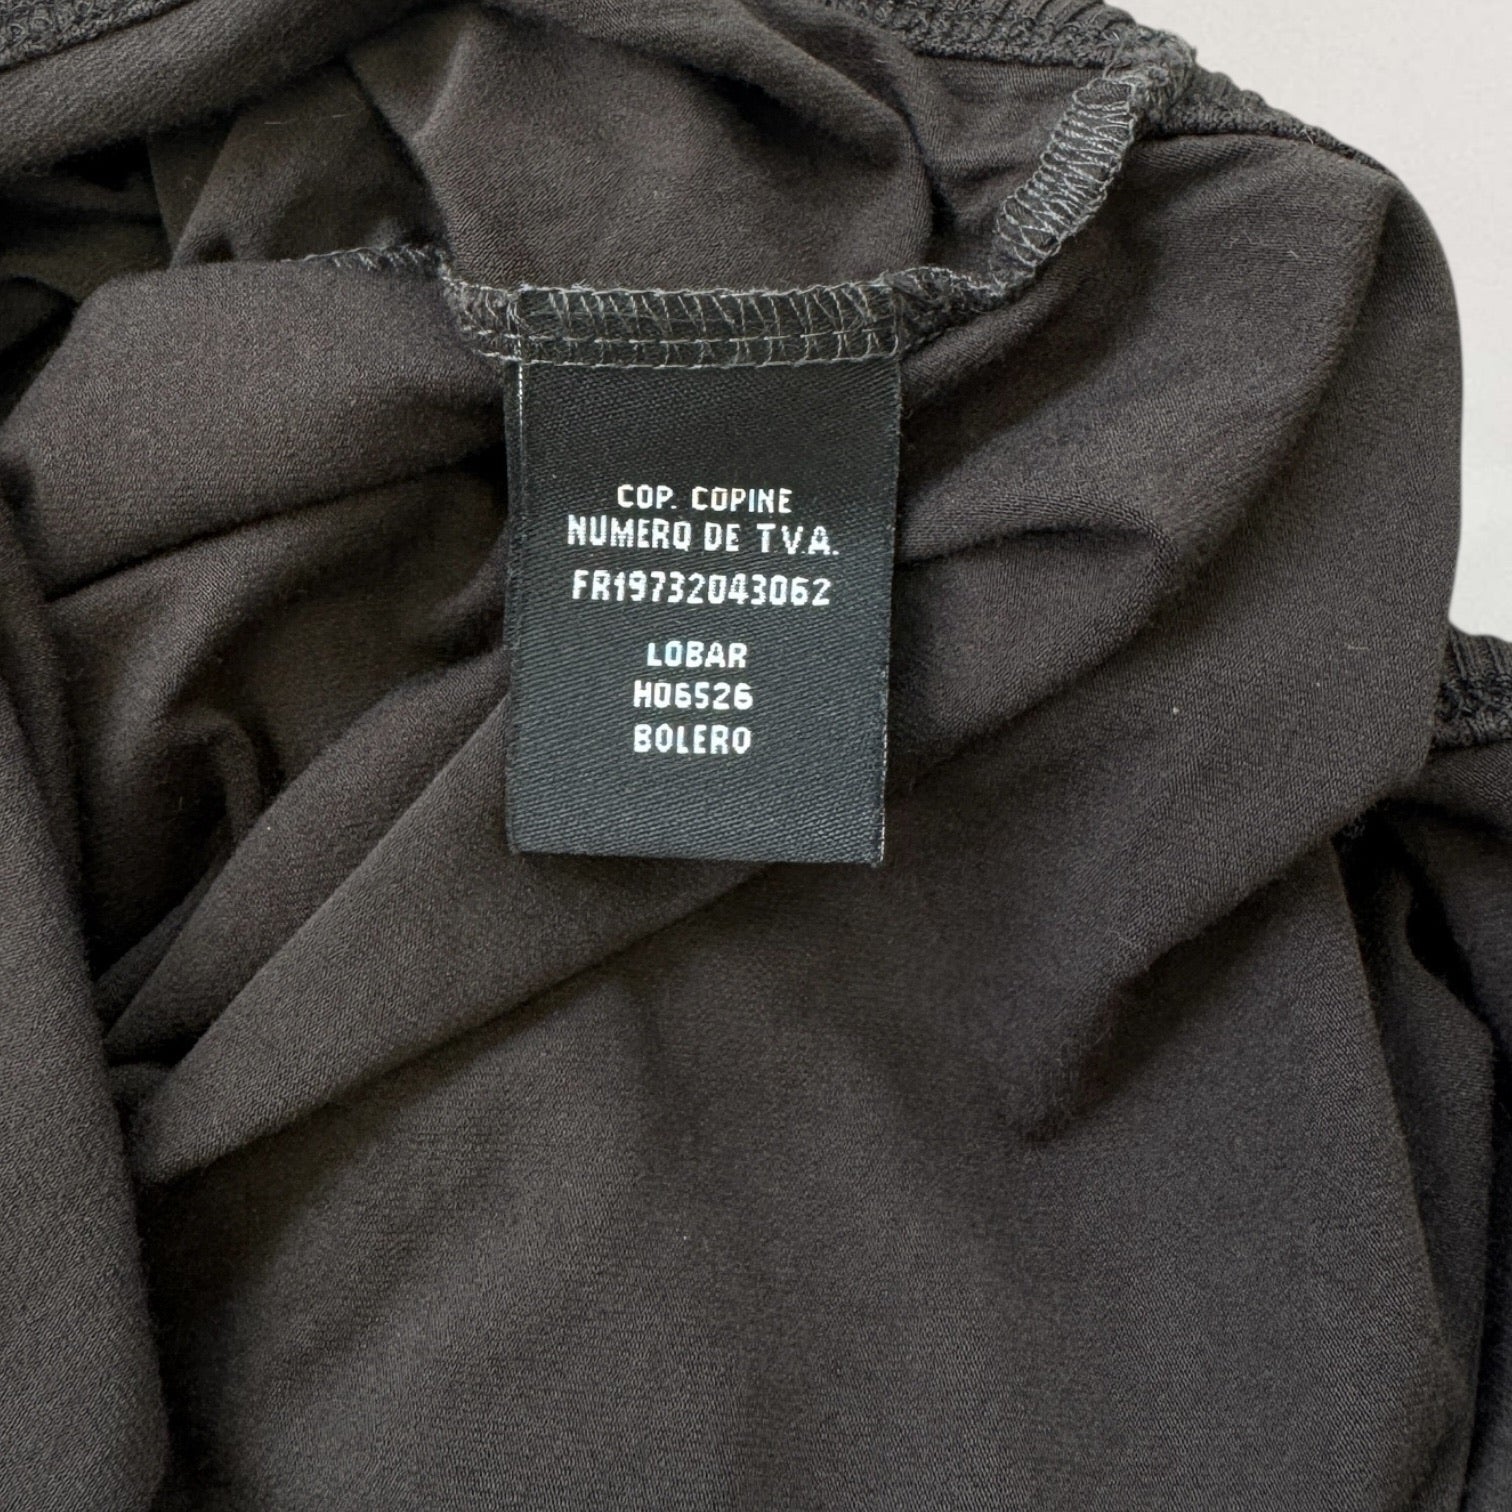 COP. COPINE
NUMERO DE T.V.A.
FR19732043062
LOBAR
H06526
BOLERO